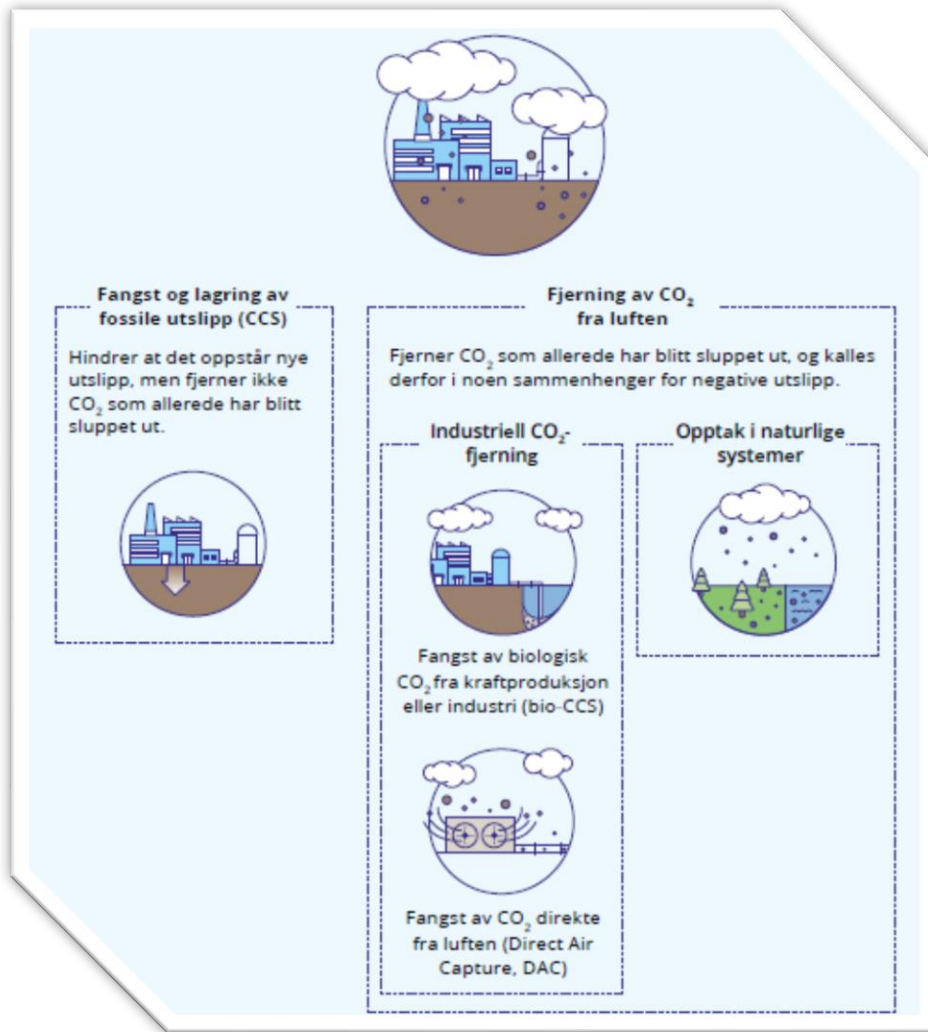 Fangst og lagring av
fossile utslipp (CCS)
Hindrer at det oppstår nye
utslipp, men fjerner ikke
CO₂ som allerede har blitt
sluppet ut.
Fjerning av CO₂
fra luften
Fjerner CO₂ som allerede har blitt sluppet ut, og kalles
derfor i noen sammenhenger for negative utslipp.
Industriell CO₂-
fjerning
Fangst av biologisk
CO₂ fra kraftproduksjon
eller industri (bio-CCS)
Fangst av CO₂ direkte
fra luften (Direct Air
Capture, DAC)
Opptak i naturlige
systemer